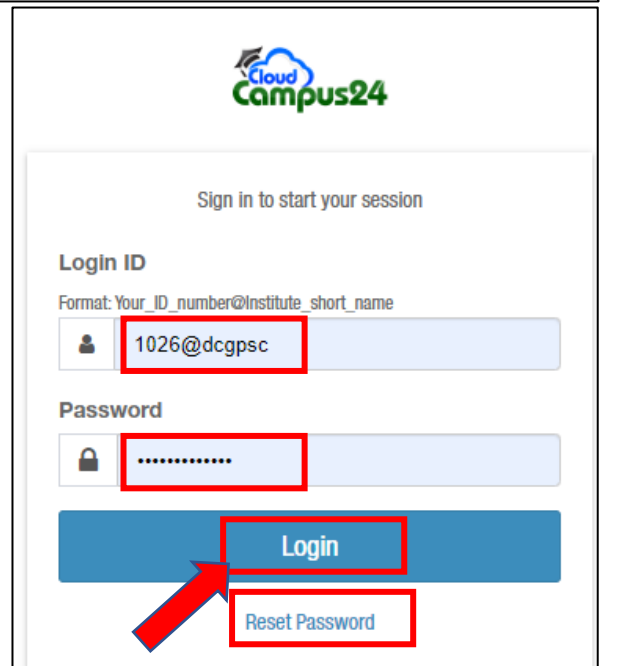 Cloud
Campus24
Sign in to start your session
Login ID
Format: Your_ID_number@Institute_short_name
1026@dcgpsc
Password
•••••••••••••
Login
Reset Password